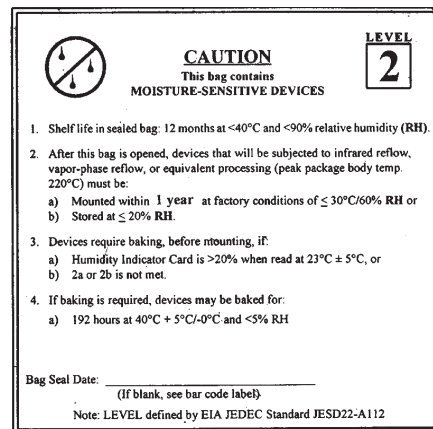 LEVEL
2
CAUTION
This bag contains
MOISTURE-SENSITIVE DEVICES
1. Shelf life in sealed bag: 12 months at <40°C and <90% relative humidity (RH).
2. After this bag is opened, devices that will be subjected to infrared reflow,
vapor-phase reflow, or equivalent processing (peak package body temp.
220°C) must be:
a) Mounted within 1 year at factory conditions of ≤ 30°C/60% RH or
b) Stored at ≤ 20% RH.
3. Devices require baking, before mounting, if:
a) Humidity Indicator Card is >20% when read at 23°C ± 5°C, or
b) 2a or 2b is not met.
4. If baking is required, devices may be baked for:
a) 192 hours at 40°C + 5°C/-0°C and <5% RH
Bag Seal Date:
(If blank, see bar code label)
Note: LEVEL defined by EIA JEDEC Standard JESD22-A112